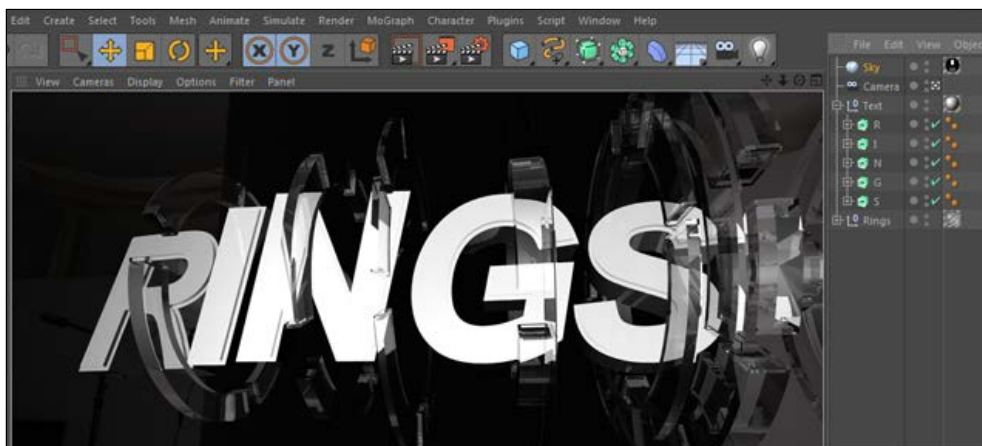 Edit Create Select Tools Mesh Animate Simulate Render MoGraph Character Plugins Script Window Help
X Y Z
File Edit View Objec
View Cameras Display Options Filter Panel
Sky
Camera
Text
R
I
N
G
S
Rings
RINGS